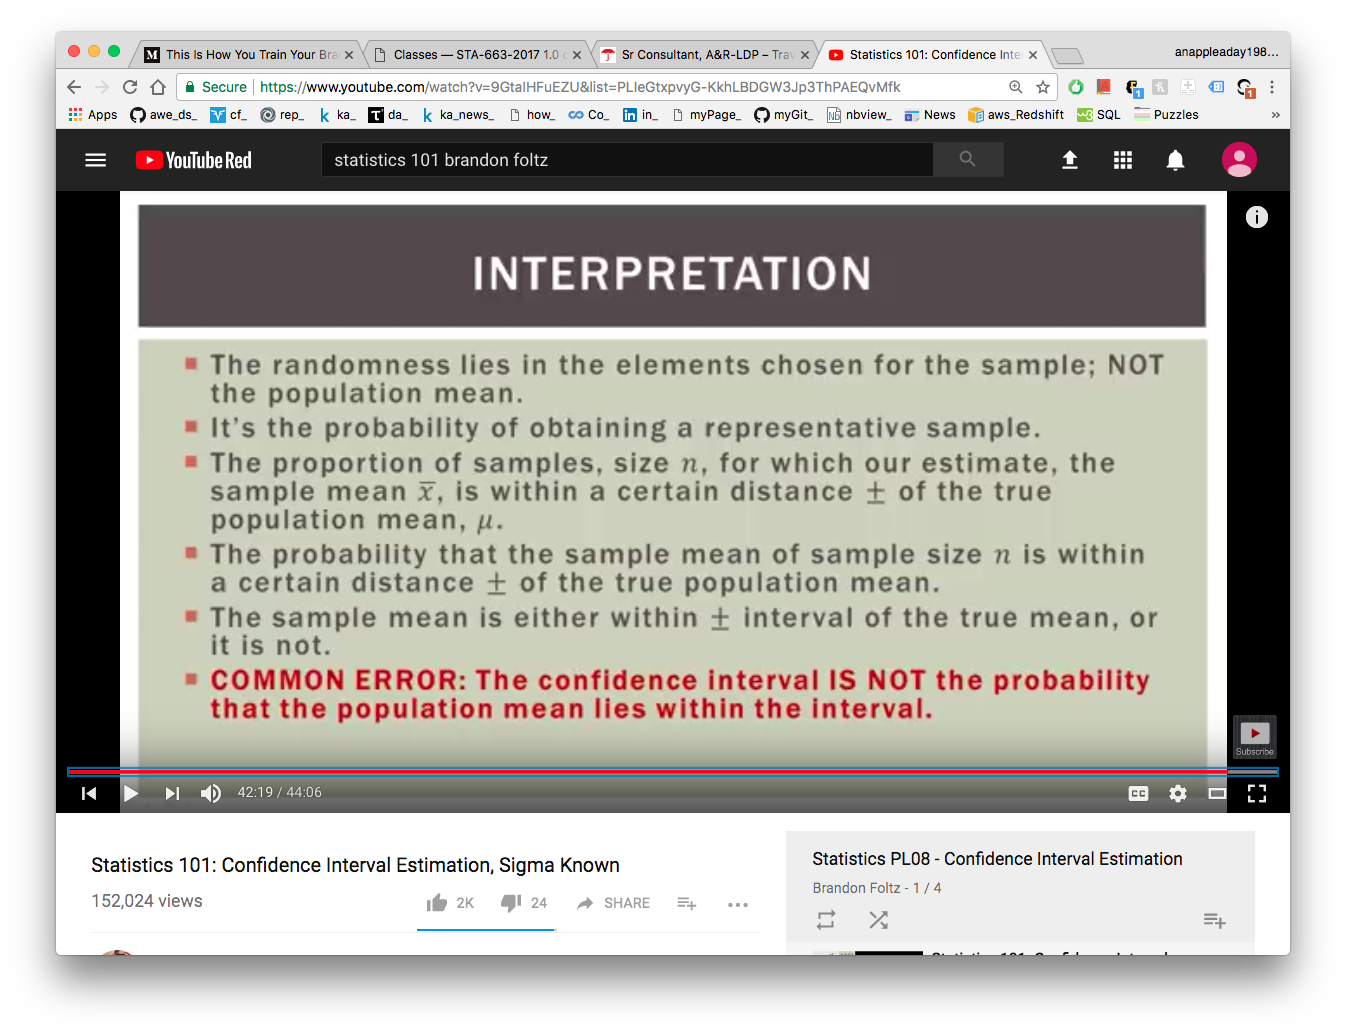 This Is How You Train Your Bra
Classes — STA-663-2017 1.0
Sr Consultant, A&R-LDP – Trav
Statistics 101: Confidence Inte
anappleaday198...
Secure https://www.youtube.com/watch?v=9GtaIHFuEZU&list=PLIeGtxpvyG-KkhLBDGW3Jp3ThPAEQvMfk
Apps awe_ds_ cf_ rep_ ka_ da_ ka_news_ how_ Co_ in_ myPage_ myGit_ nbview_ News aws_Redshift SQL Puzzles »
YouTube Red
statistics 101 brandon foltz
INTERPRETATION
The randomness lies in the elements chosen for the sample; NOT
the population mean.
It's the probability of obtaining a representative sample.
The proportion of samples, size n, for which our estimate, the
sample mean x̅, is within a certain distance ± of the true
population mean, μ.
The probability that the sample mean of sample size n is within
a certain distance ± of the true population mean.
The sample mean is either within ± interval of the true mean, or
it is not.
COMMON ERROR: The confidence interval IS NOT the probability
that the population mean lies within the interval.
Subscribe
42:19 / 44:06
CC
Statistics 101: Confidence Interval Estimation, Sigma Known
152,024 views
2K 24 SHARE
Statistics PL08 - Confidence Interval Estimation
Brandon Foltz - 1 / 4